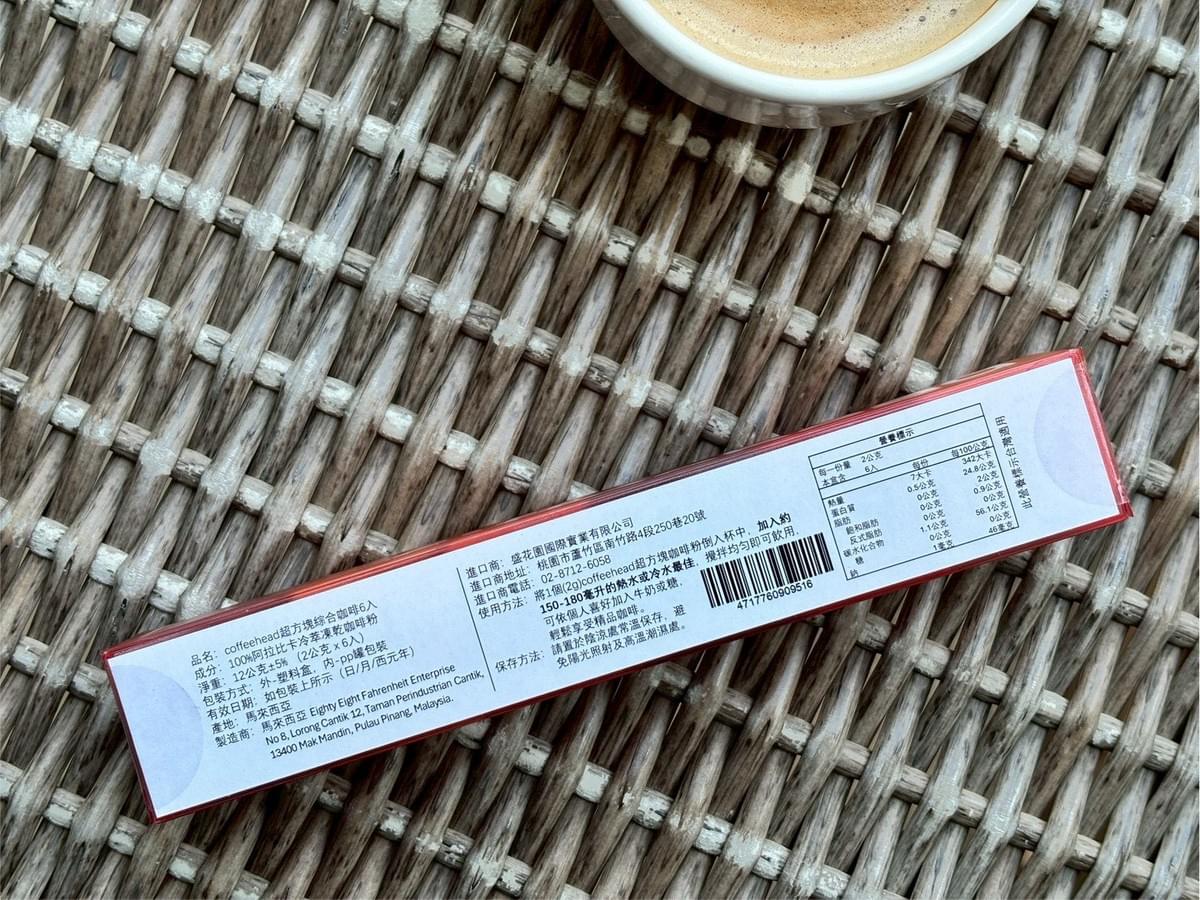 品名：coffeehead超方塊綜合咖啡6入
成分：100%阿拉比卡冷萃凍乾咖啡粉
淨重：12公克±5% （2公克 x 6入）
包裝方式：外-塑料盒，內-pp罐包裝
有效日期：如包裝上所示（日/月/西元年）
產地：馬來西亞
製造商：馬來西亞 Eighty Eight Fahrenheit Enterprise
No 8, Lorong Cantik 12, Taman Perindustrian Cantik,
13400 Mak Mandin, Pulau Pinang, Malaysia.
進口商：盛花園國際實業有限公司
進口商地址：桃園市蘆竹區南竹路4段250巷20號
進口商電話：02-8712-6058
使用方法：將1個(2g)coffeehead超方塊咖啡粉倒入杯中，加入約
150-180毫升的熱水或冷水最佳，攪拌均勻即可飲用，
可依個人喜好加入牛奶或糖，
輕鬆享受精品咖啡。
保存方法：請置於陰涼處常溫保存，避
免陽光照射及高溫潮濕處。
4717760909516
營養標示
每一份量 2公克
本盒含 6入
每份 每100公克
熱量 7大卡 342大卡
蛋白質 0.5公克 24.8公克
脂肪 0公克 2公克
飽和脂肪 0公克 0.9公克
反式脂肪 0公克 0公克
碳水化合物 1.1公克 56.1公克
糖 0公克 0公克
鈉 1毫克 46毫克
此營養標示台灣適用